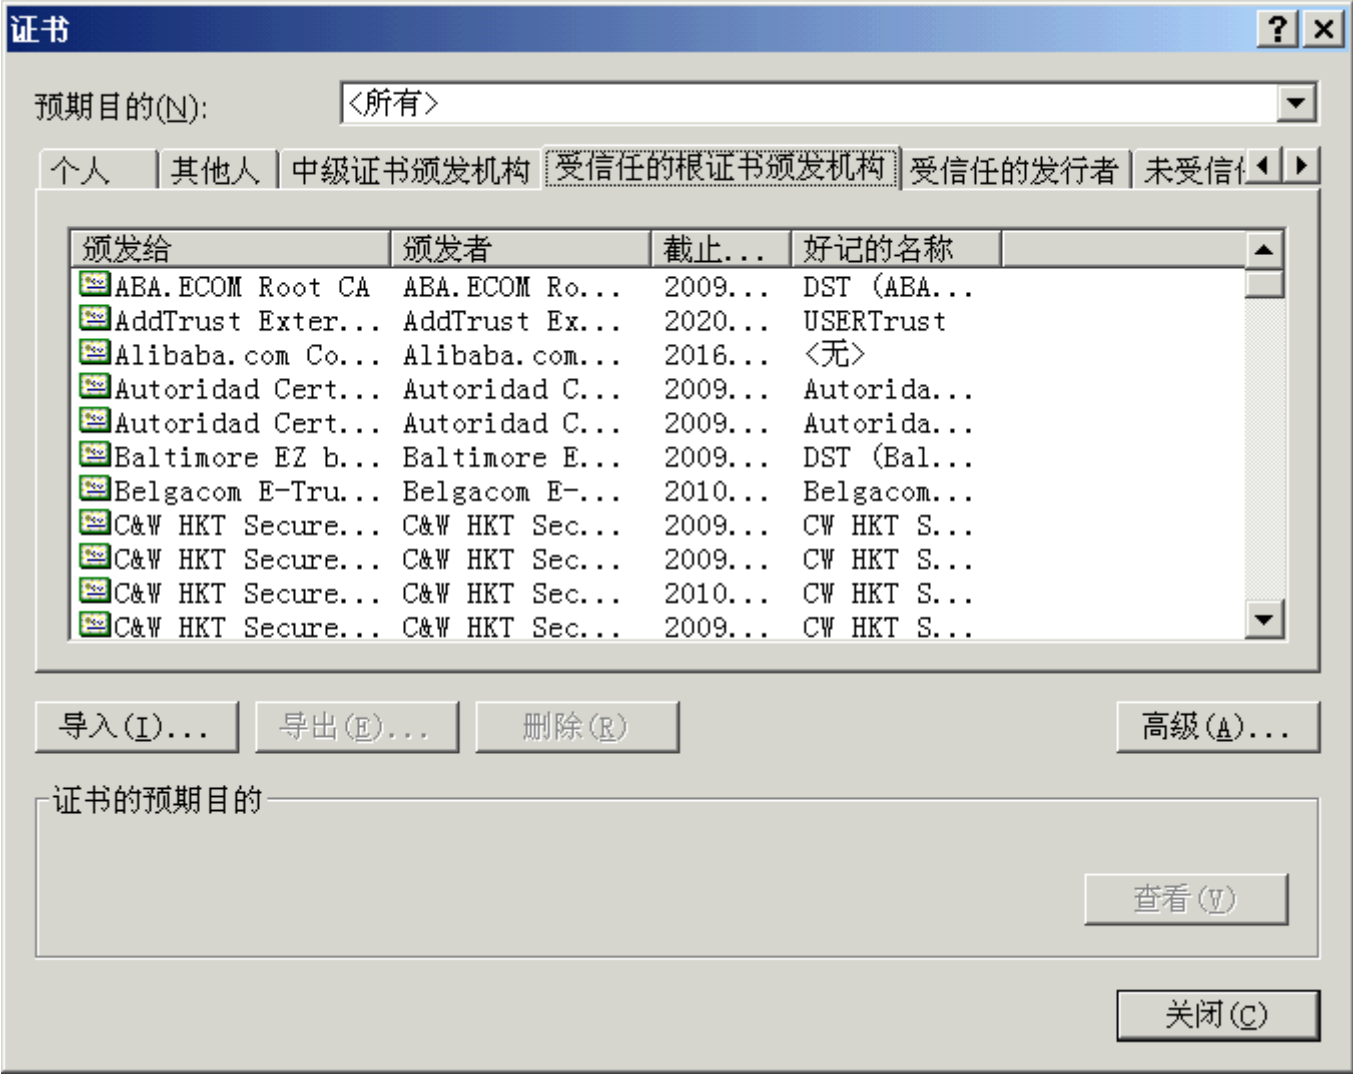 证书
预期目的(N): <所有>
个人 其他人 中级证书颁发机构 受信任的根证书颁发机构 受信任的发行者 未受信
颁发给 颁发者 截止... 好记的名称
ABA.ECOM Root CA ABA.ECOM Ro... 2009... DST (ABA...
AddTrust Exter... AddTrust Ex... 2020... USERTrust
Alibaba.com Co... Alibaba.com... 2016... <无>
Autoridad Cert... Autoridad C... 2009... Autorida...
Autoridad Cert... Autoridad C... 2009... Autorida...
Baltimore EZ b... Baltimore E... 2009... DST (Bal...
Belgacom E-Tru... Belgacom E-... 2010... Belgacom...
C&W HKT Secure... C&W HKT Sec... 2009... CW HKT S...
C&W HKT Secure... C&W HKT Sec... 2009... CW HKT S...
C&W HKT Secure... C&W HKT Sec... 2010... CW HKT S...
C&W HKT Secure... C&W HKT Sec... 2009... CW HKT S...
导入(I)... 导出(E)... 删除(R) 高级(A)...
证书的预期目的
查看(V)
关闭(C)